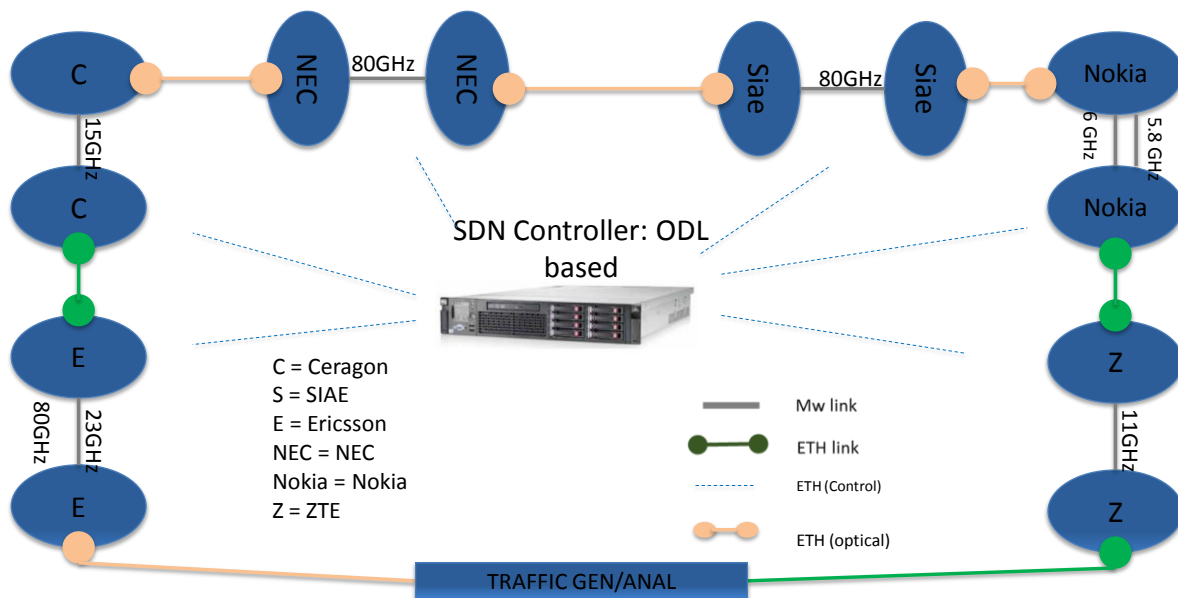 C
NEC
80GHz
NEC
Siae
80GHz
Siae
Nokia
15GHz
6 GHz
5.8 GHz
C
Nokia
SDN Controller: ODL
based
E
Z
C = Ceragon
S = SIAE
E = Ericsson
NEC = NEC
Nokia = Nokia
Z = ZTE
80GHz
23GHz
Mw link
ETH link
ETH (Control)
ETH (optical)
11GHz
E
Z
TRAFFIC GEN/ANAL